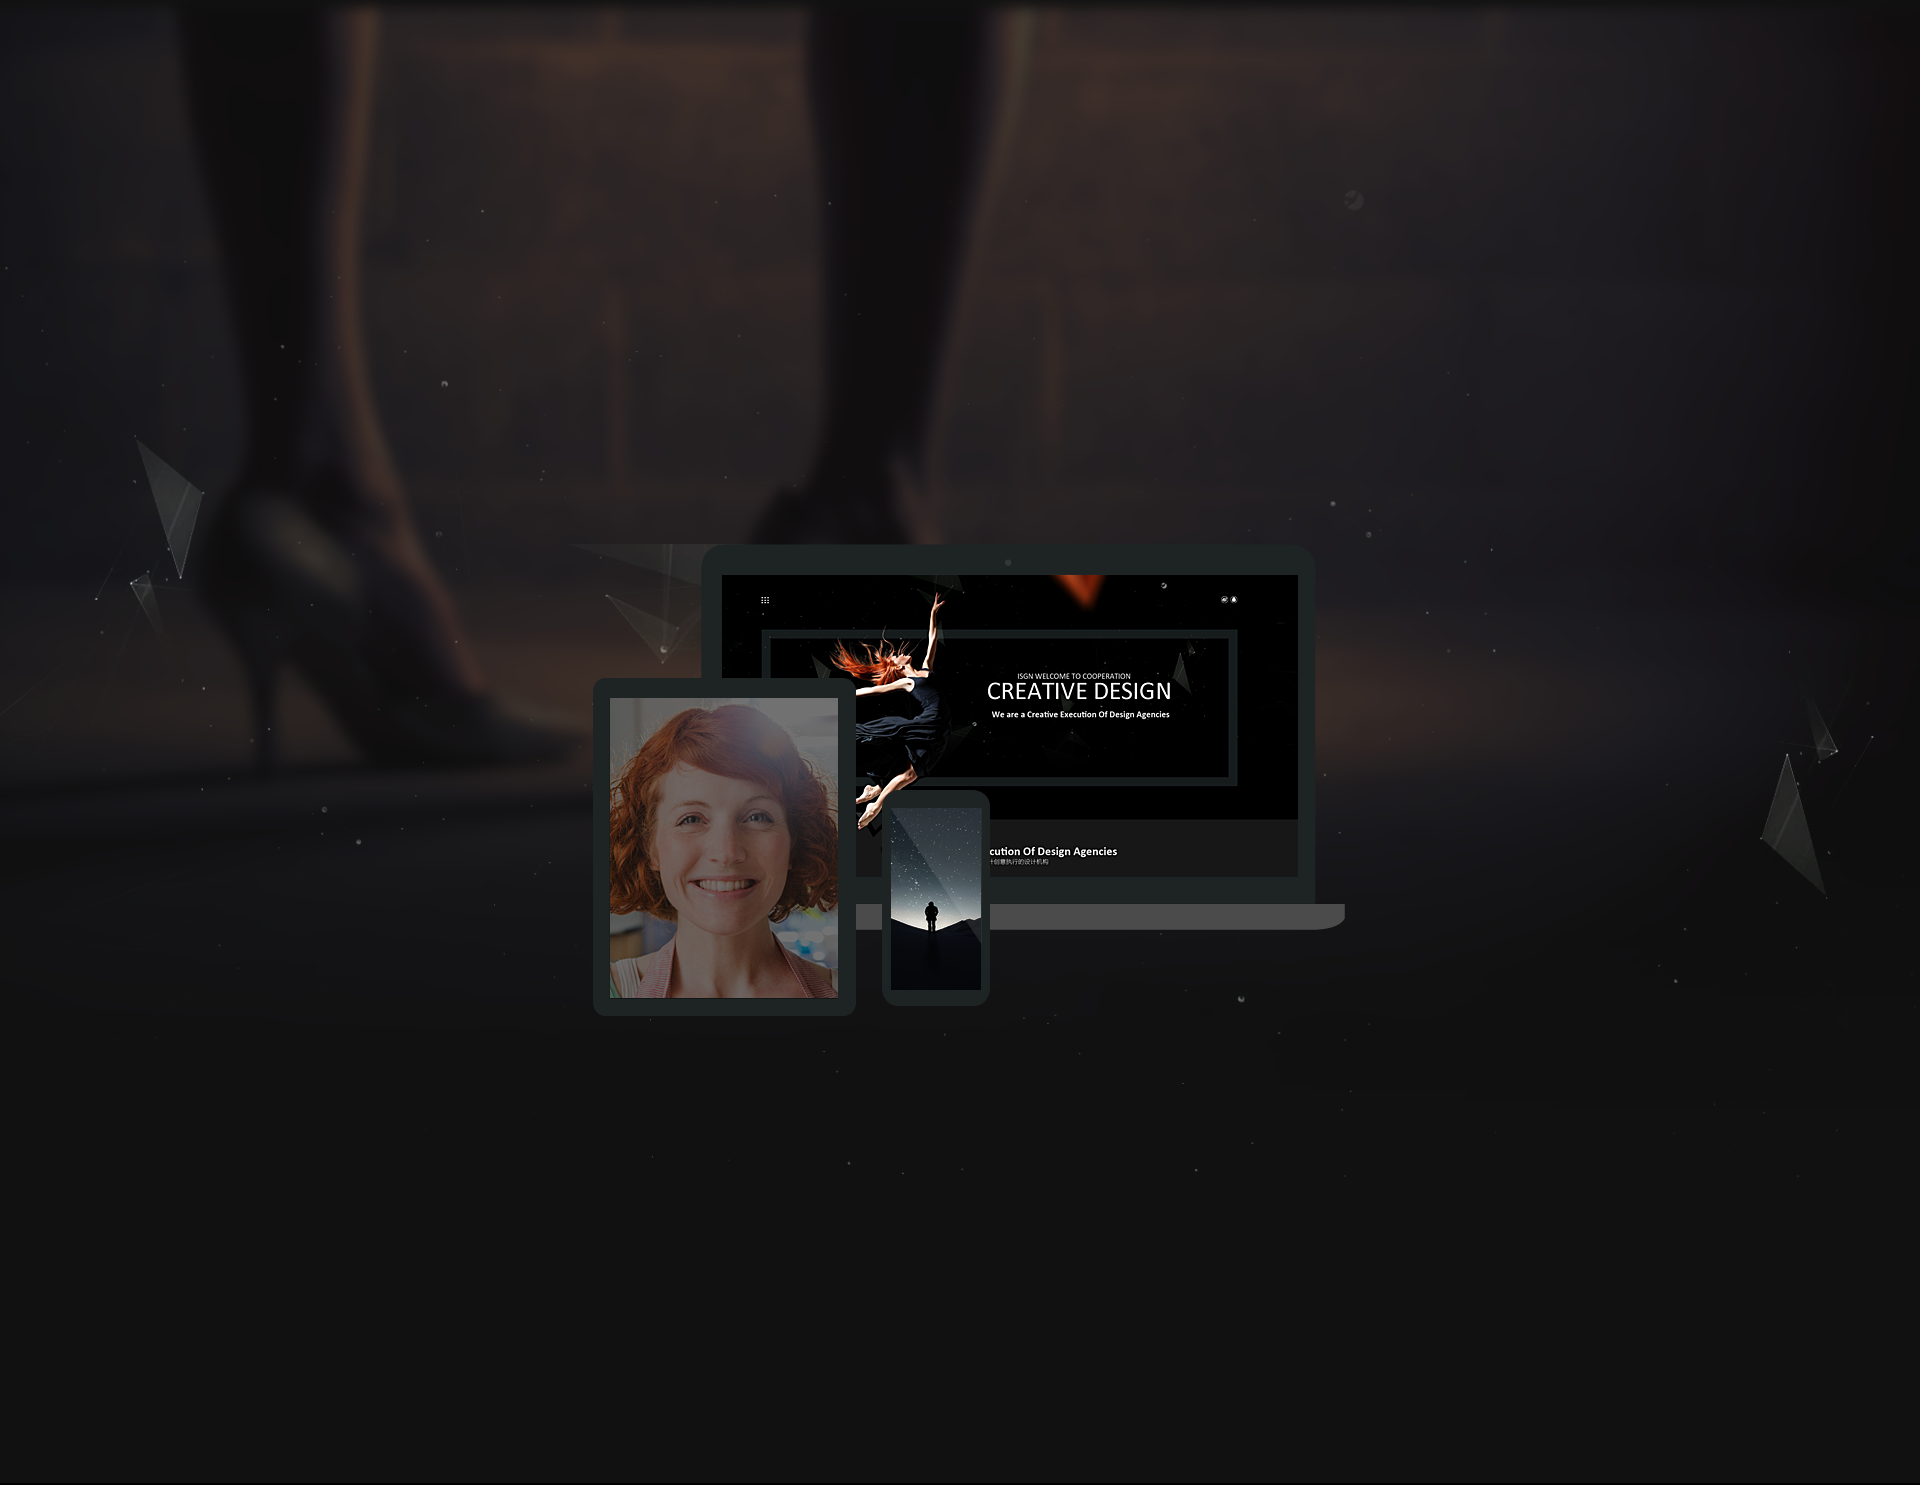 ISGN WELCOME TO COOPERATION
CREATIVE DESIGN
We are a Creative Execution Of Design Agencies
cution Of Design Agencies
计创意执行的设计机构